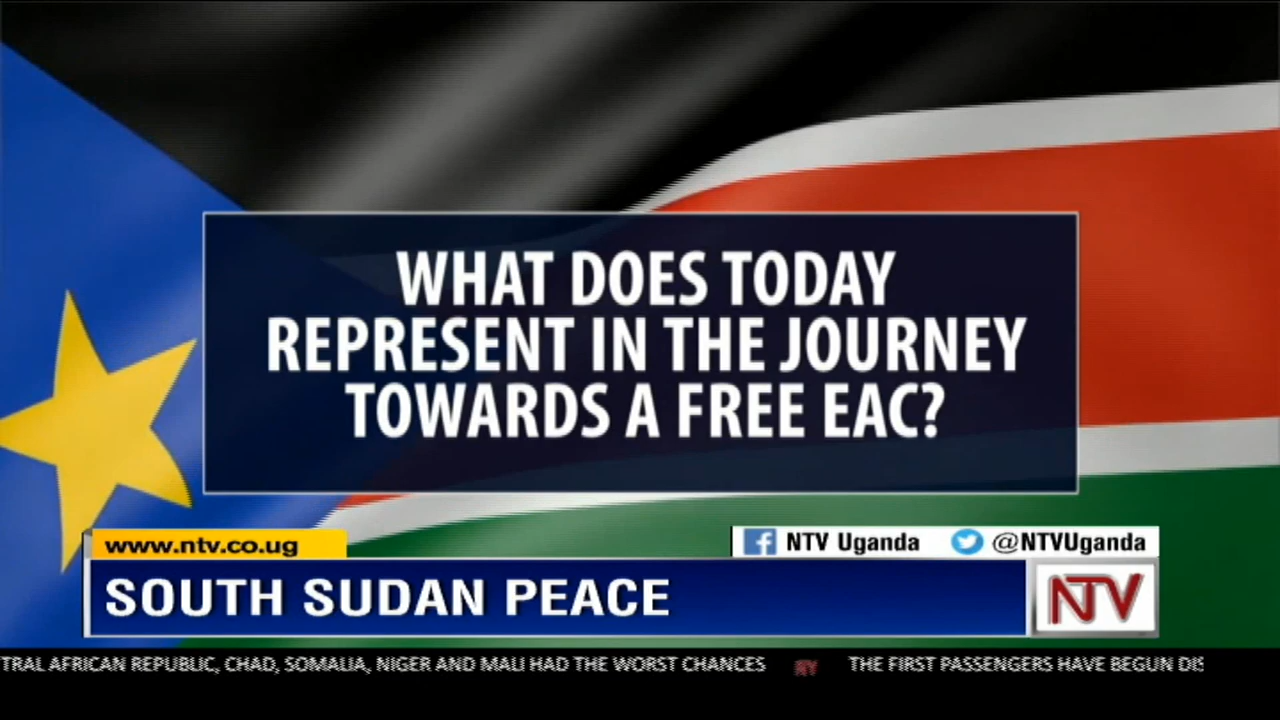 WHAT DOES TODAY
REPRESENT IN THE JOURNEY
TOWARDS A FREE EAC?
www.ntv.co.ug
NTV Uganda
@NTVUganda
SOUTH SUDAN PEACE
NTV
AFRICAN REPUBLIC, CHAD, SOMALIA, NIGER AND MALI HAD THE WORST CHANCES
THE FIRST PASSENGERS HAVE BEGUN